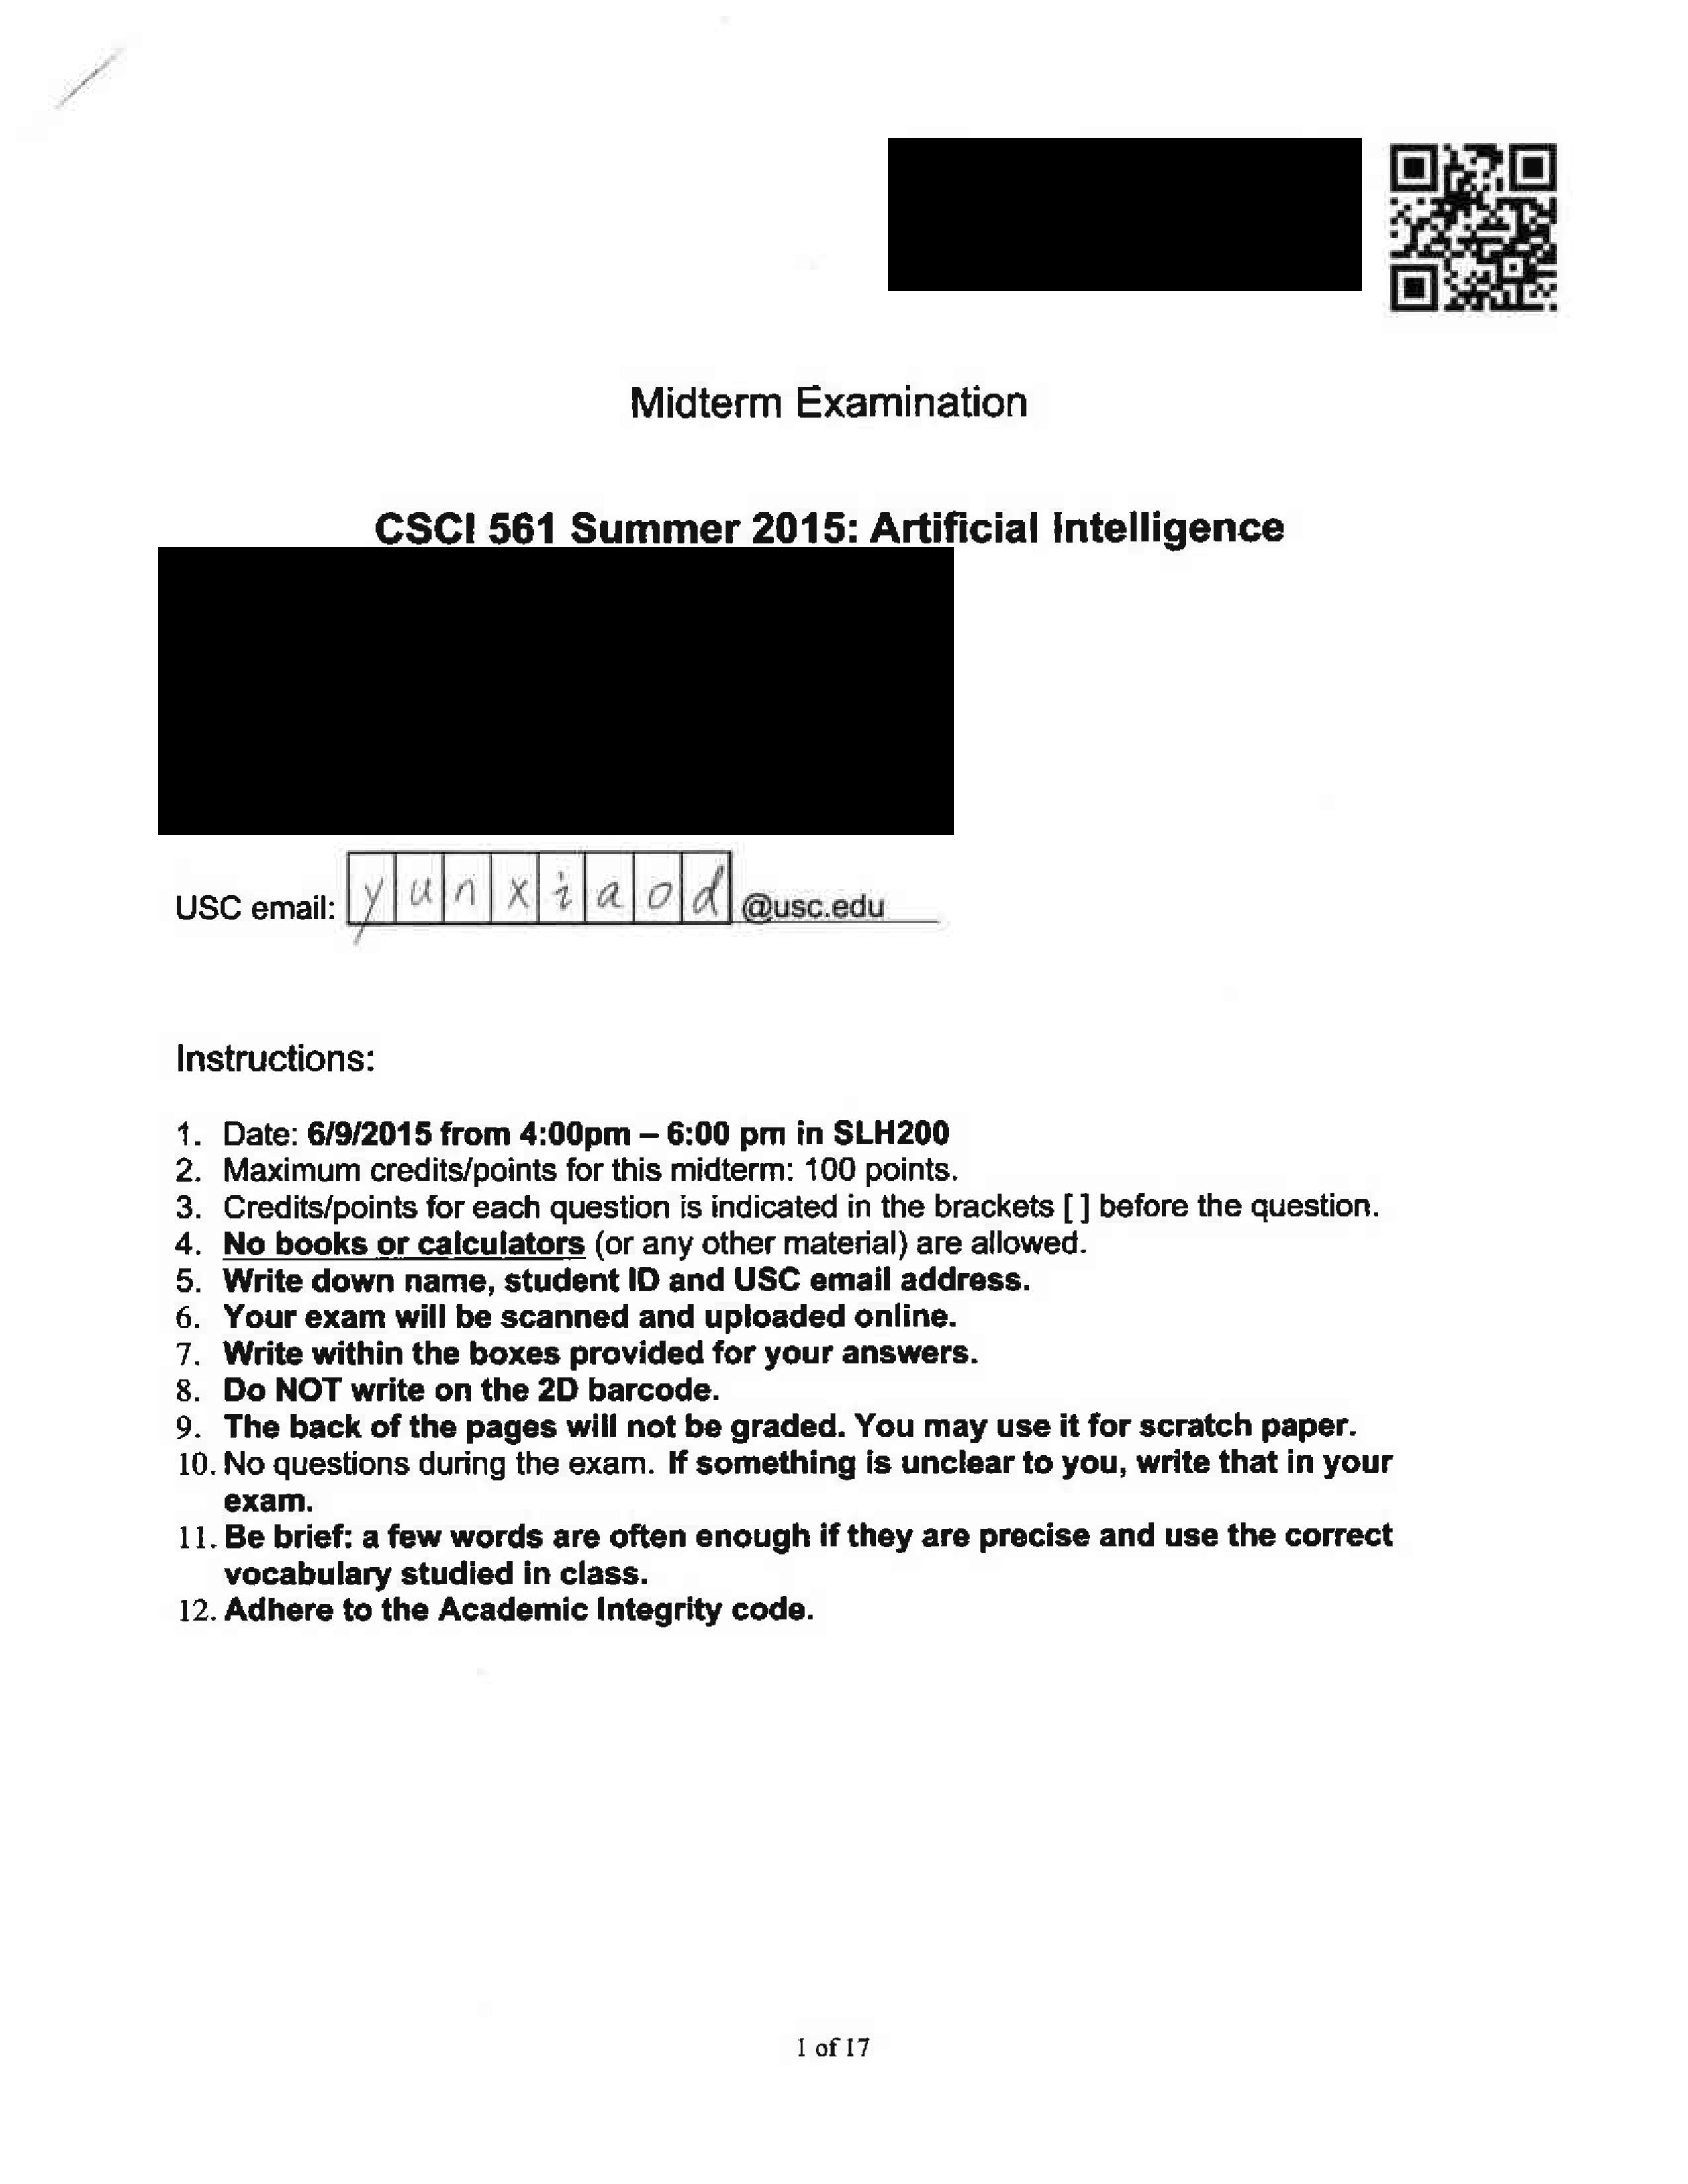 Midterm Examination
CSCI 561 Summer 2015: Artificial Intelligence
USC email: yunxiaod@usc.edu
Instructions:
1. Date: 6/9/2015 from 4:00pm – 6:00 pm in SLH200
2. Maximum credits/points for this midterm: 100 points.
3. Credits/points for each question is indicated in the brackets [ ] before the question.
4. No books or calculators (or any other material) are allowed.
5. Write down name, student ID and USC email address.
6. Your exam will be scanned and uploaded online.
7. Write within the boxes provided for your answers.
8. Do NOT write on the 2D barcode.
9. The back of the pages will not be graded. You may use it for scratch paper.
10. No questions during the exam. If something is unclear to you, write that in your
exam.
11. Be brief: a few words are often enough if they are precise and use the correct
vocabulary studied in class.
12. Adhere to the Academic Integrity code.
1 of 17